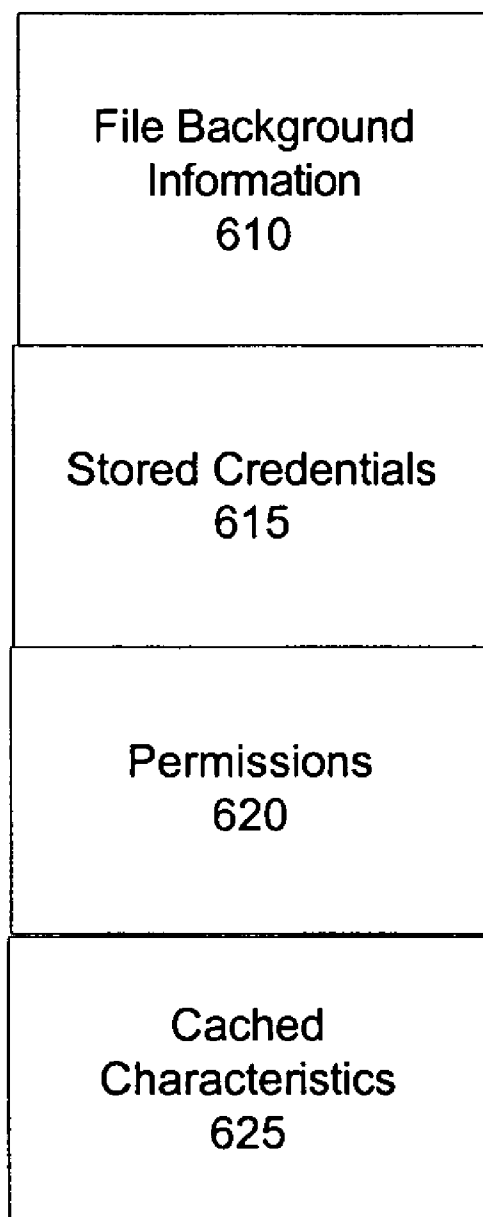 File Background
Information
610
Stored Credentials
615
Permissions
620
Cached
Characteristics
625